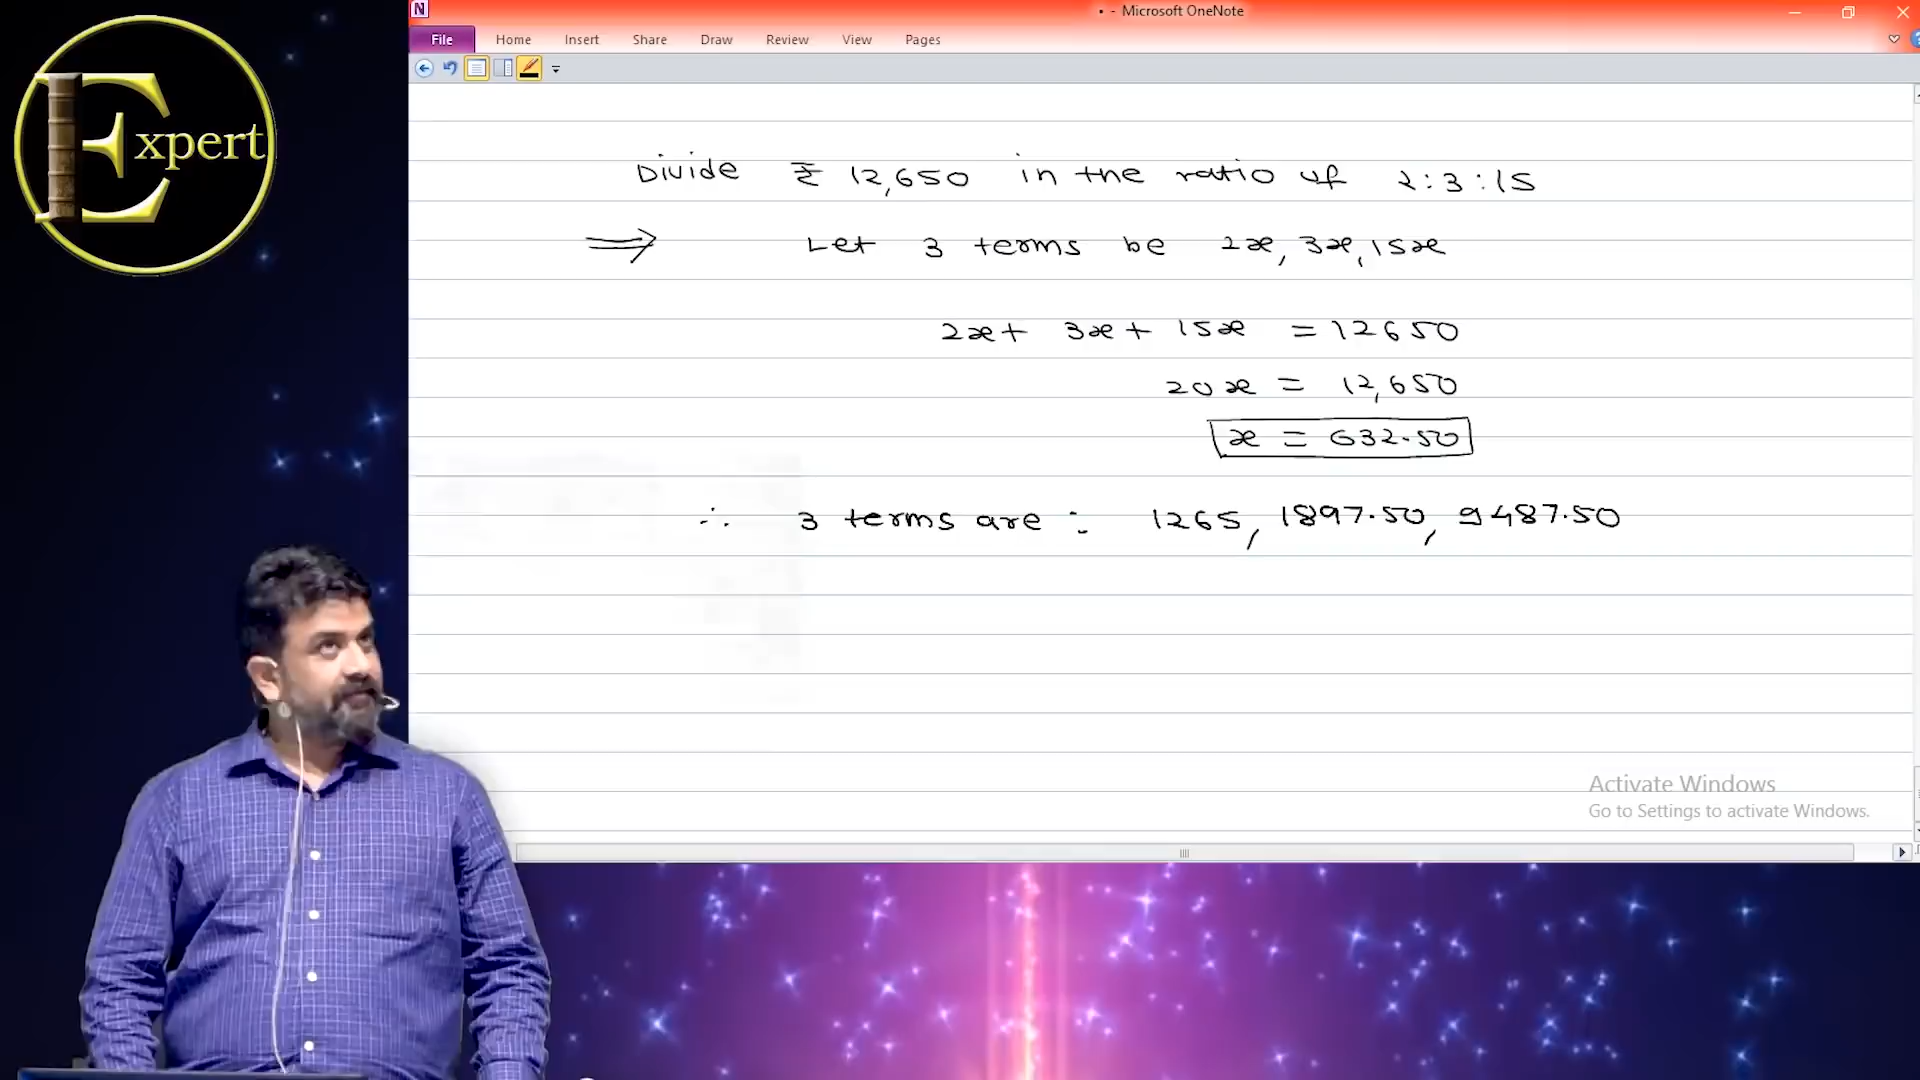 Expert
- Microsoft OneNote
File Home Insert Share Draw Review View Pages
Divide ₹ 12,650 in the ratio of 2:3:15
⇒ Let 3 terms be 2x, 3x, 15x
2x + 3x + 15x = 12650
20x = 12,650
x = 632.50
∴ 3 terms are : 1265, 1897.50, 9487.50
Activate Windows
Go to Settings to activate Windows.